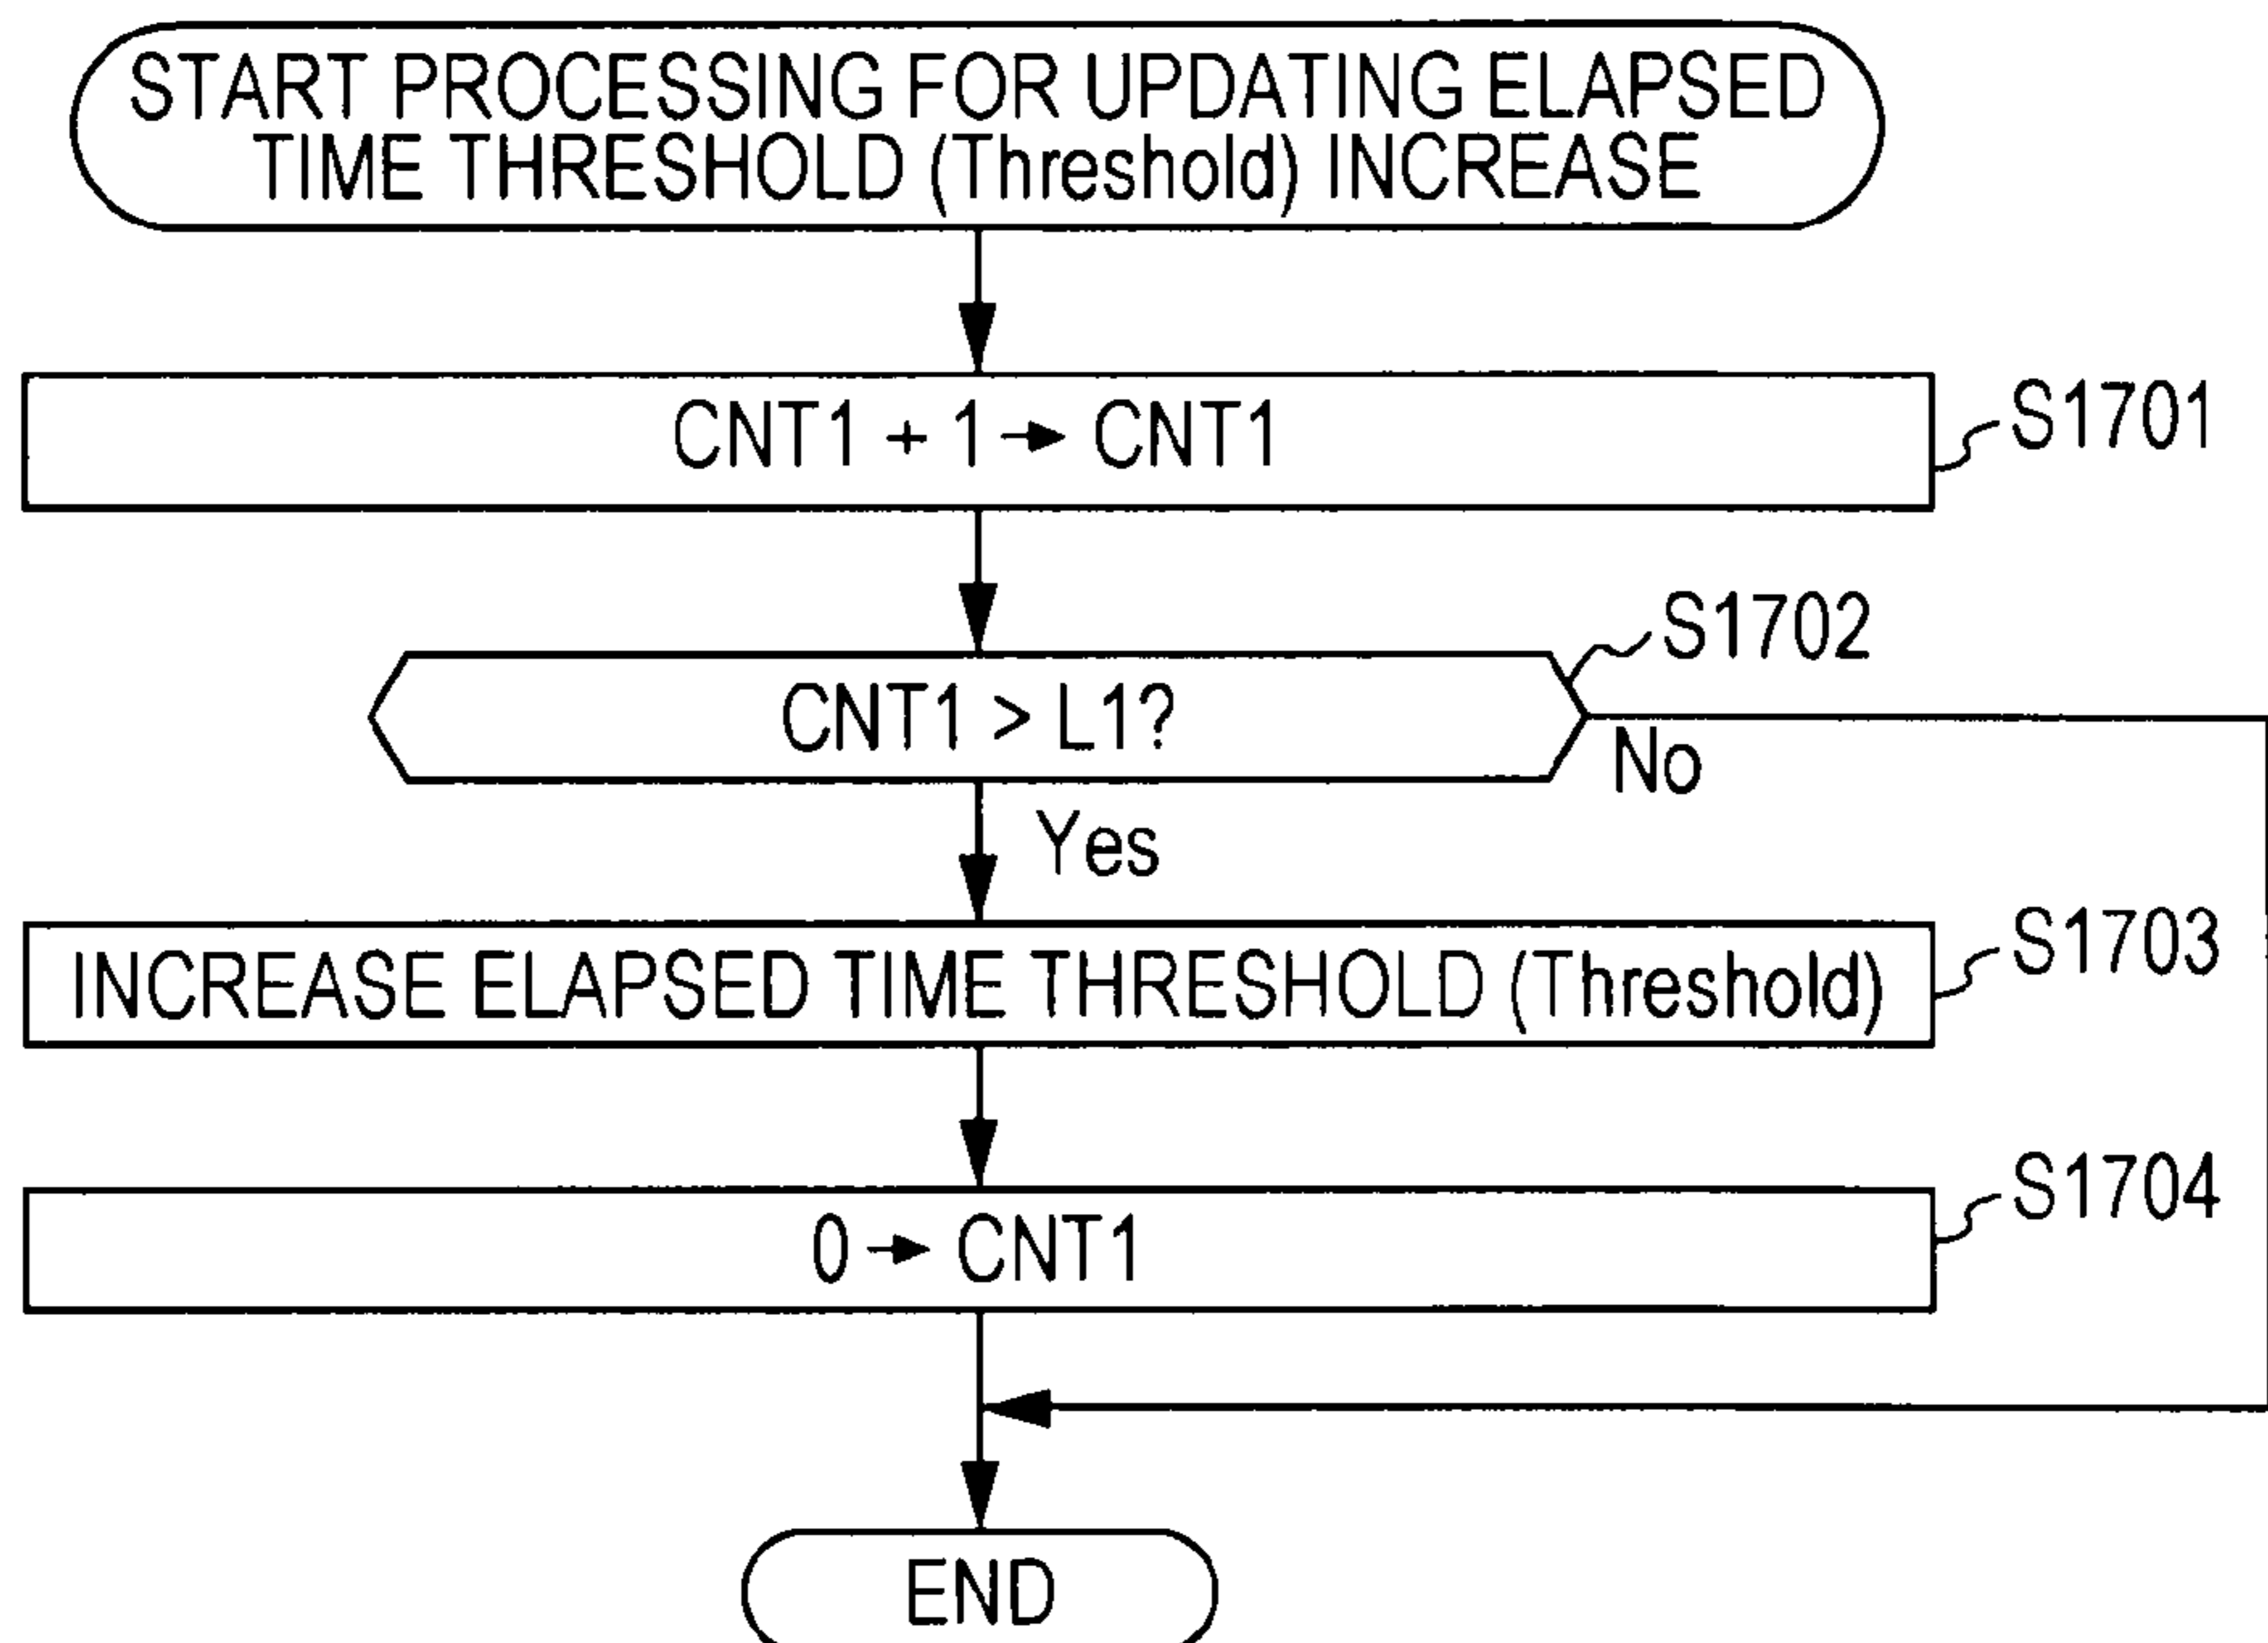 START PROCESSING FOR UPDATING ELAPSED
TIME THRESHOLD (Threshold) INCREASE
CNT1 + 1 → CNT1
S1701
S1702
CNT1 > L1?
No
Yes
INCREASE ELAPSED TIME THRESHOLD (Threshold)
S1703
0 → CNT1
S1704
END